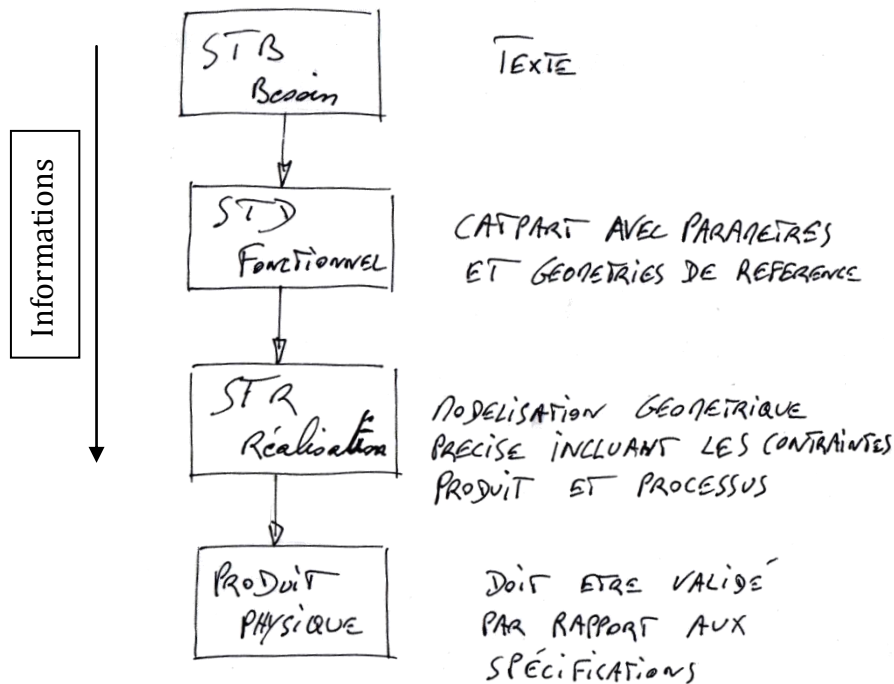 Informations
STB
Besoin
TEXTE
STD
FONCTIONNEL
CATPART AVEC PARAMETRES
ET GEOMETRIES DE REFERENCE
STR
Réalisation
MODELISATION GEOMETRIQUE
PRECISE INCLUANT LES CONTRAINTES
PRODUIT ET PROCESSUS
PRODUIT
PHYSIQUE
DOIT ETRE VALIDÉ
PAR RAPPORT AUX
SPÉCIFICATIONS